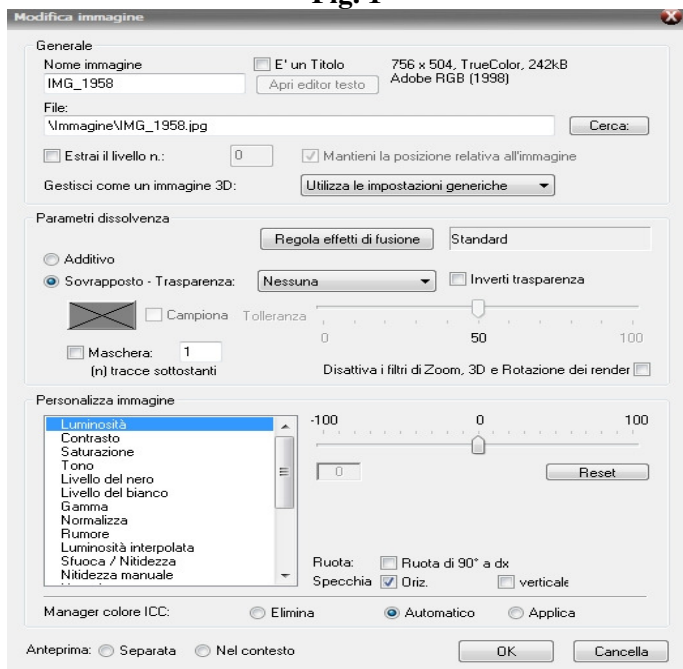 Fig. 1
Modifica immagine
Generale
Nome immagine
E' un Titolo
756 x 504, TrueColor, 242kB
IMG_1958
Apri editor testo
Adobe RGB (1998)
File:
\Immagine\IMG_1958.jpg
Cerca:
Estrai il livello n.:
0
Mantieni la posizione relativa all'immagine
Gestisci come un immagine 3D:
Utilizza le impostazioni generiche
Parametri dissolvenza
Regola effetti di fusione
Standard
Additivo
Sovrapposto - Trasparenza:
Nessuna
Inverti trasparenza
Campiona
Tolleranza
0
50
100
Maschera:
1
(n) tracce sottostanti
Disattiva i filtri di Zoom, 3D e Rotazione dei render
Personalizza immagine
Luminosità
Contrasto
Saturazione
Tono
Livello del nero
Livello del bianco
Gamma
Normalizza
Rumore
Luminosità interpolata
Sfuoca / Nitidezza
Nitidezza manuale
-100
0
100
0
Reset
Ruota:
Ruota di 90° a dx
Specchia
Oriz.
verticale
Manager colore ICC:
Elimina
Automatico
Applica
Anteprima:
Separata
Nel contesto
OK
Cancella